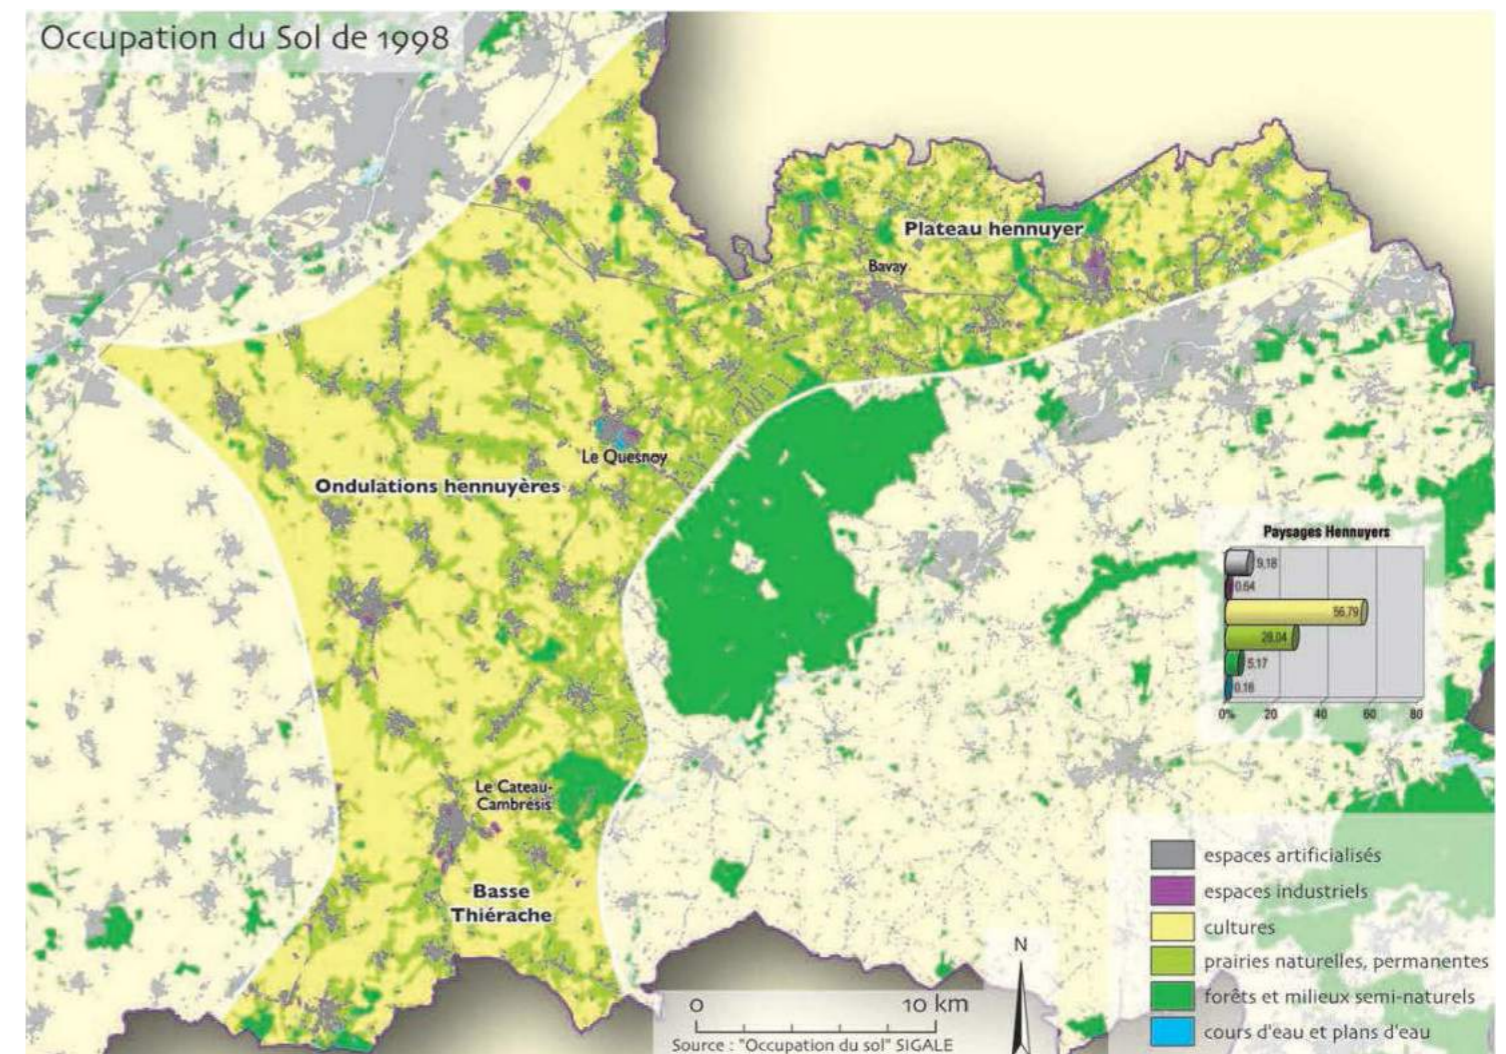 Occupation du Sol de 1998
Plateau hennuyer
Bavay
Le Quesnoy
Ondulations hennuyères
Paysages Hennuyers
9,18
0.64
56,79
28,04
5,17
0.16
0% 20 40 60 80
Le Cateau-
Cambrésis
Basse
Thiérache
espaces artificialisés
espaces industriels
cultures
prairies naturelles, permanentes
forêts et milieux semi-naturels
cours d'eau et plans d'eau
N
0 10 km
Source : "Occupation du sol" SIGALE